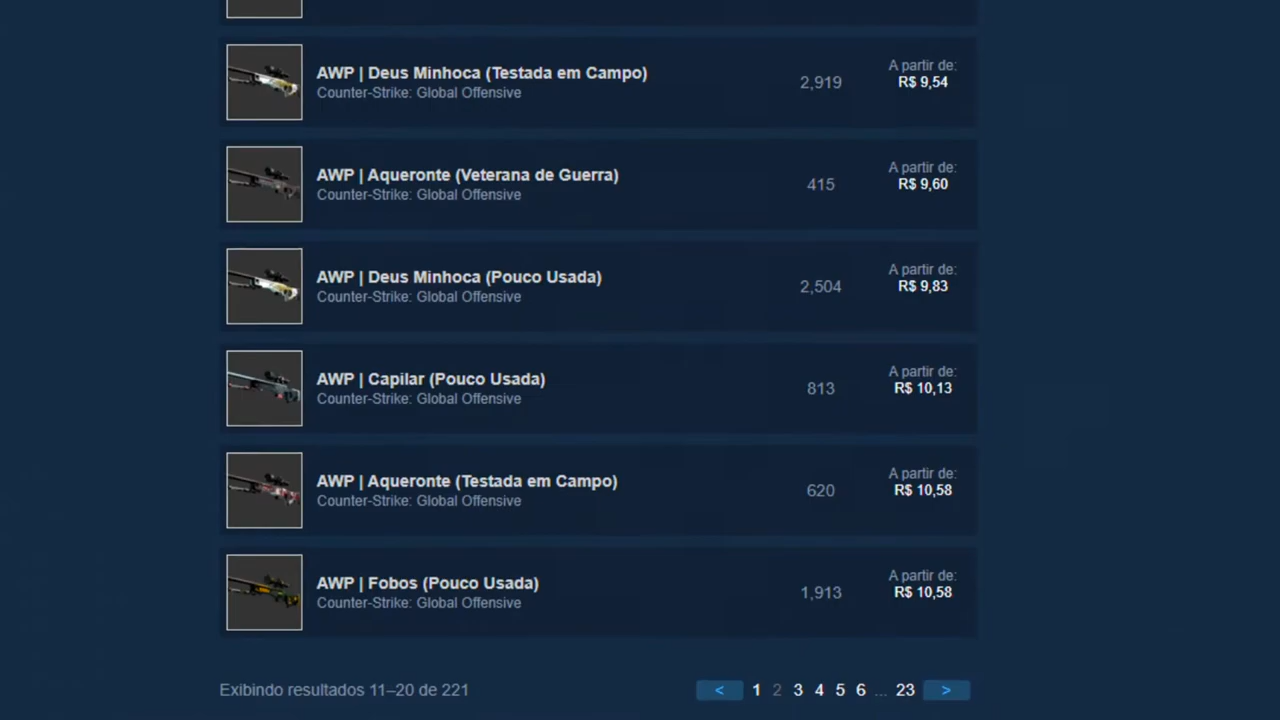 AWP | Deus Minhoca (Testada em Campo)
Counter-Strike: Global Offensive
2,919
A partir de:
R$ 9,54
AWP | Aqueronte (Veterana de Guerra)
Counter-Strike: Global Offensive
415
A partir de:
R$ 9,60
AWP | Deus Minhoca (Pouco Usada)
Counter-Strike: Global Offensive
2,504
A partir de:
R$ 9,83
AWP | Capilar (Pouco Usada)
Counter-Strike: Global Offensive
813
A partir de:
R$ 10,13
AWP | Aqueronte (Testada em Campo)
Counter-Strike: Global Offensive
620
A partir de:
R$ 10,58
AWP | Fobos (Pouco Usada)
Counter-Strike: Global Offensive
1,913
A partir de:
R$ 10,58
Exibindo resultados 11–20 de 221
< 1 2 3 4 5 6 ... 23 >